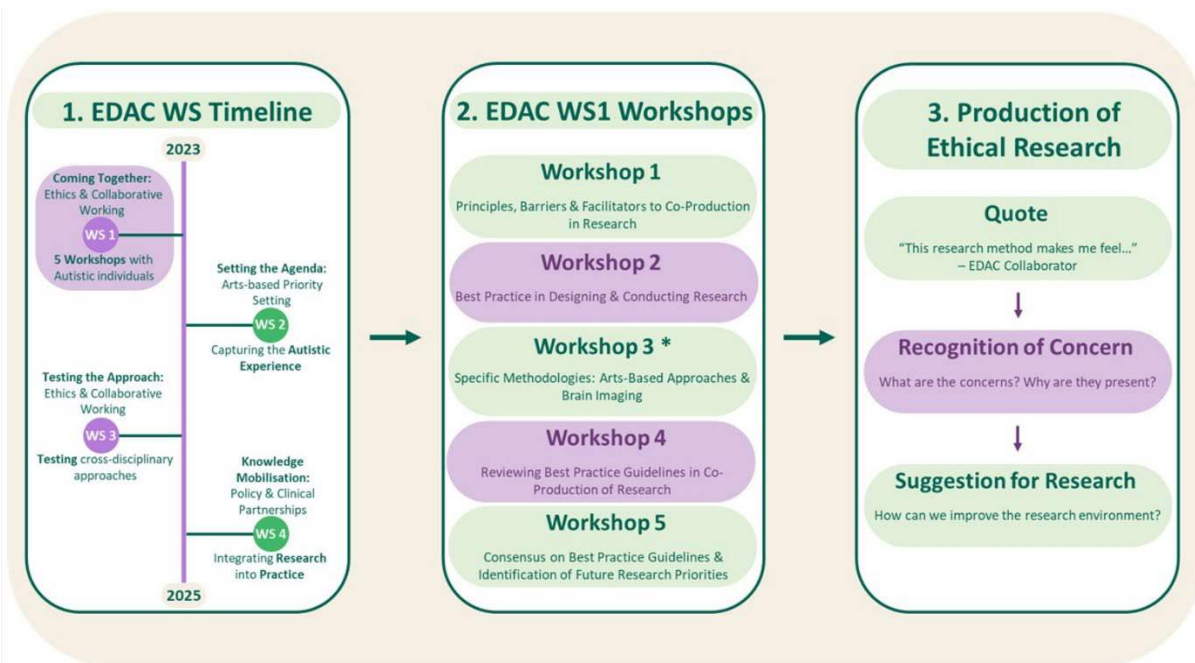 1. EDAC WS Timeline
2023
Coming Together:
Ethics & Collaborative
Working
WS 1
5 Workshops with
Autistic individuals
Setting the Agenda:
Arts-based Priority
Setting
WS 2
Capturing the Autistic
Experience
Testing the Approach:
Ethics & Collaborative
Working
WS 3
Testing cross-disciplinary
approaches
Knowledge
Mobilisation:
Policy & Clinical
Partnerships
WS 4
Integrating Research
into Practice
2025
2. EDAC WS1 Workshops
Workshop 1
Principles, Barriers & Facilitators to Co-Production
in Research
Workshop 2
Best Practice in Designing & Conducting Research
Workshop 3 *
Specific Methodologies: Arts-Based Approaches &
Brain Imaging
Workshop 4
Reviewing Best Practice Guidelines in Co-
Production of Research
Workshop 5
Consensus on Best Practice Guidelines &
Identification of Future Research Priorities
3. Production of
Ethical Research
Quote
“This research method makes me feel...”
– EDAC Collaborator
Recognition of Concern
What are the concerns? Why are they present?
Suggestion for Research
How can we improve the research environment?